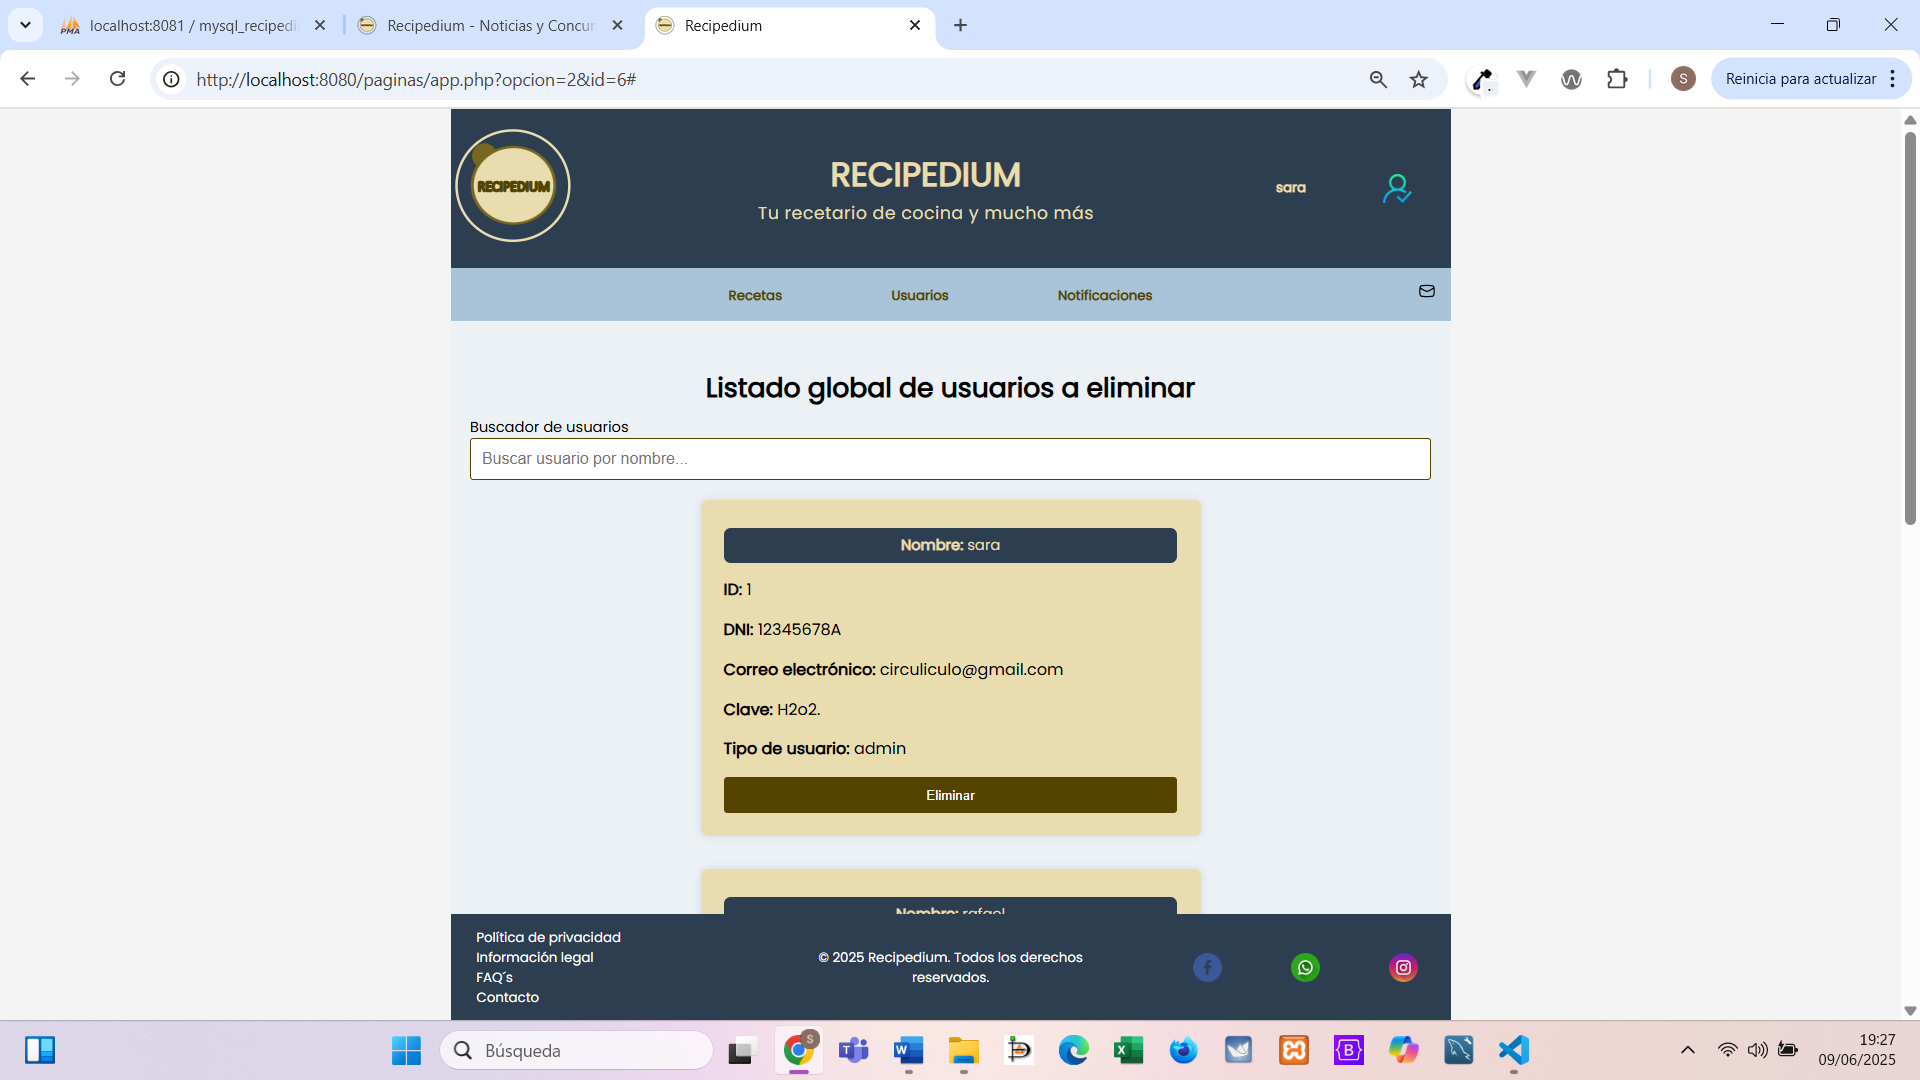 localhost:8081 / mysql_recipedi
Recipedium - Noticias y Concur
Recipedium
http://localhost:8080/paginas/app.php?opcion=2&id=6#
S
Reinicia para actualizar
RECIPEDIUM
RECIPEDIUM
Tu recetario de cocina y mucho más
sara
Recetas
Usuarios
Notificaciones
Listado global de usuarios a eliminar
Buscador de usuarios
Buscar usuario por nombre...
Nombre: sara
ID: 1
DNI: 12345678A
Correo electrónico: circuliculo@gmail.com
Clave: H2o2.
Tipo de usuario: admin
Eliminar
Nombre: rafael
Política de privacidad
Información legal
FAQ´s
Contacto
© 2025 Recipedium. Todos los derechos
reservados.
Búsqueda
19:27
09/06/2025